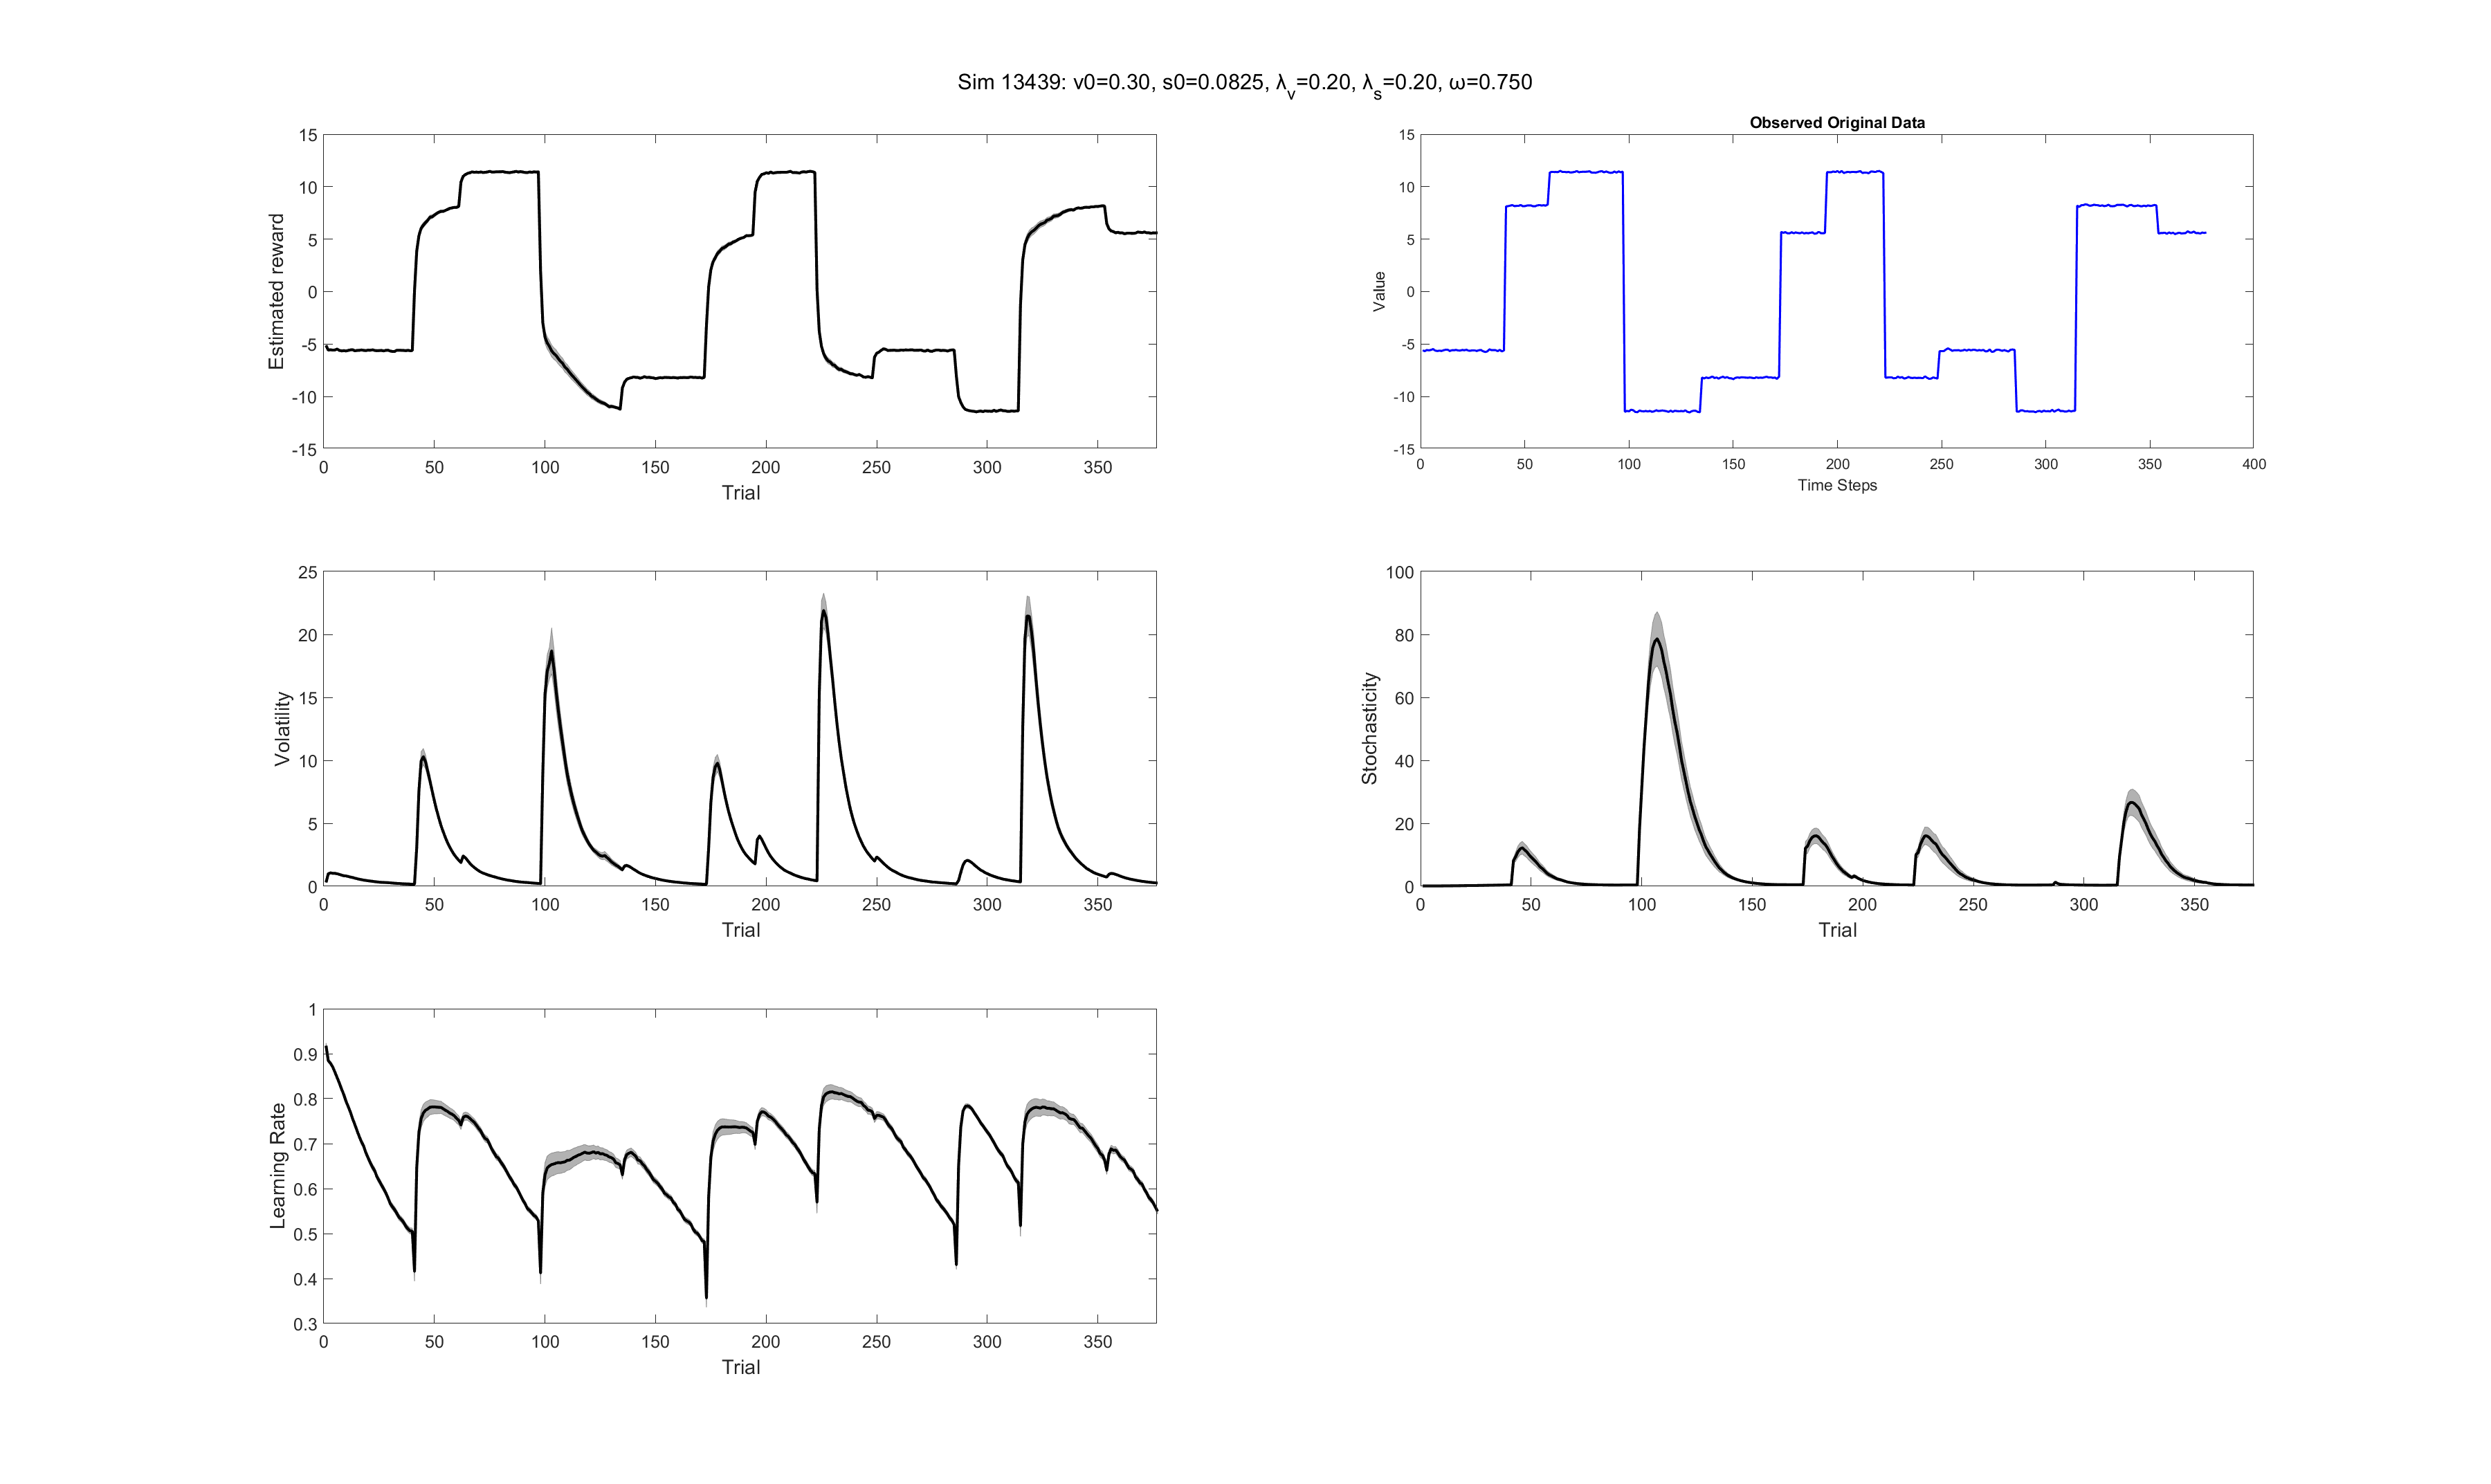 Sim 13439: v0=0.30, s0=0.0825, λv=0.20, λs=0.20, ω=0.750
15
10
5
0
-5
-10
-15
Estimated reward
0 50 100 150 200 250 300 350
Trial
Observed Original Data
15
10
5
0
-5
-10
-15
Value
0 50 100 150 200 250 300 350 400
Time Steps
25
20
15
10
5
0
Volatility
0 50 100 150 200 250 300 350
Trial
100
80
60
40
20
0
Stochasticity
0 50 100 150 200 250 300 350
Trial
1
0.9
0.8
0.7
0.6
0.5
0.4
0.3
Learning Rate
0 50 100 150 200 250 300 350
Trial